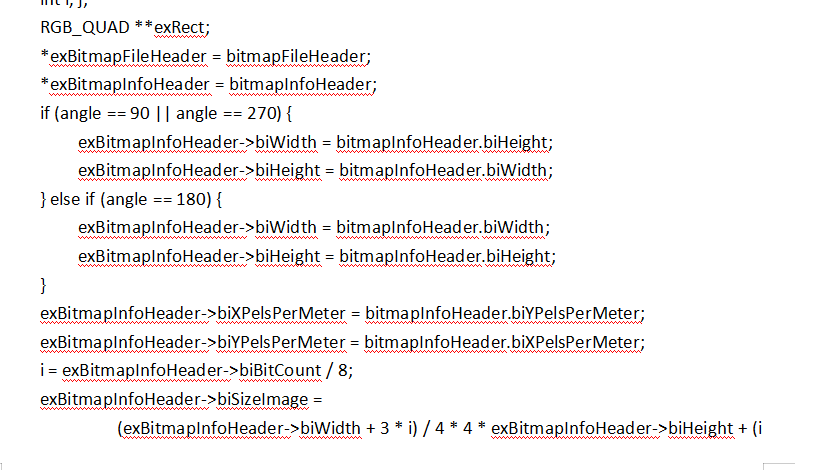 int i, j;
RGB_QUAD **exRect;
*exBitmapFileHeader = bitmapFileHeader;
*exBitmapInfoHeader = bitmapInfoHeader;
if (angle == 90 || angle == 270) {
exBitmapInfoHeader->biWidth = bitmapInfoHeader.biHeight;
exBitmapInfoHeader->biHeight = bitmapInfoHeader.biWidth;
} else if (angle == 180) {
exBitmapInfoHeader->biWidth = bitmapInfoHeader.biWidth;
exBitmapInfoHeader->biHeight = bitmapInfoHeader.biHeight;
}
exBitmapInfoHeader->biXPelsPerMeter = bitmapInfoHeader.biYPelsPerMeter;
exBitmapInfoHeader->biYPelsPerMeter = bitmapInfoHeader.biXPelsPerMeter;
i = exBitmapInfoHeader->biBitCount / 8;
exBitmapInfoHeader->biSizeImage =
(exBitmapInfoHeader->biWidth + 3 * i) / 4 * 4 * exBitmapInfoHeader->biHeight + (i